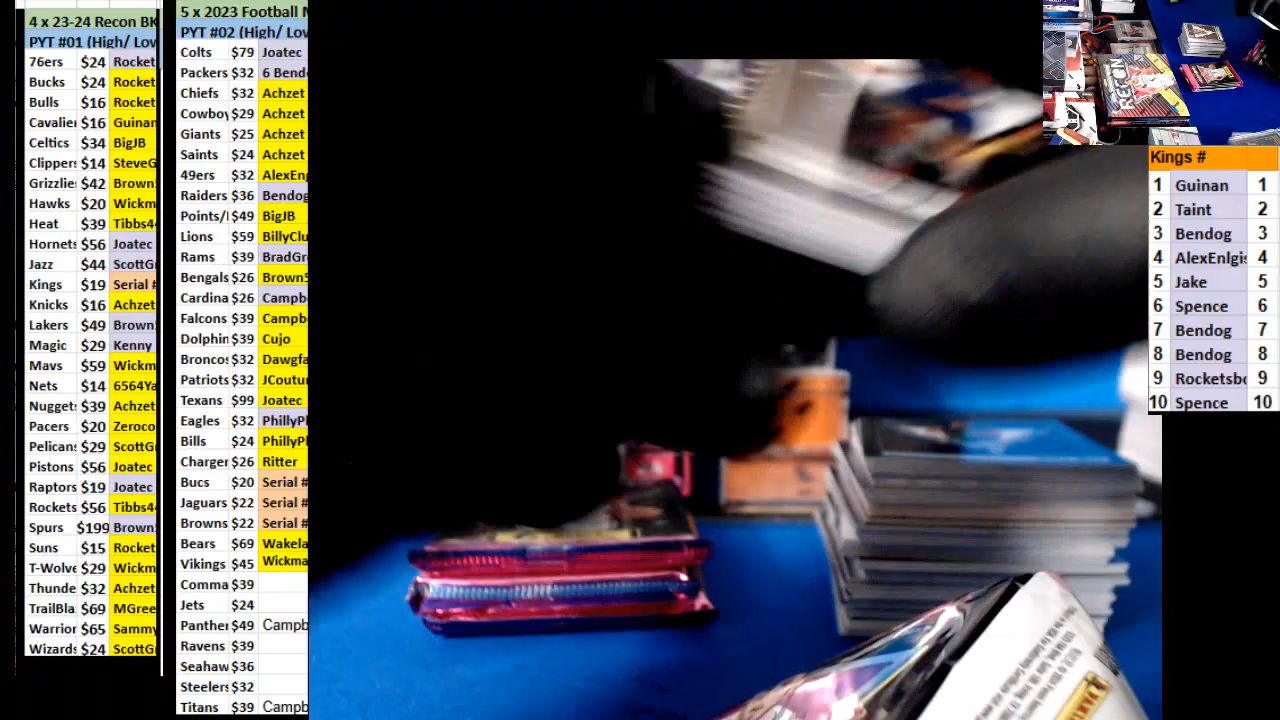 4 x 23-24 Recon BK
PYT #01 (High/ Lov
76ers $24 Rocket
Bucks $24 Rocket
Bulls $16 Rocket
Cavalie $16 Guinan
Celtics $34 BigJB
Clippers $14 SteveG
Grizzlie $42 Brown
Hawks $20 Wickm
Heat $39 Tibbs4
Hornets $56 Joatec
Jazz $44 ScottG
Kings $19 Serial #
Knicks $16 Achzet
Lakers $49 Brown
Magic $29 Kenny
Mavs $59 Wickm
Nets $14 6564Ya
Nugget $39 Achzet
Pacers $20 Zeroco
Pelican $29 ScottG
Pistons $56 Joatec
Raptors $19 Joatec
Rockets $56 Tibbs4
Spurs $199 Brown
Suns $15 Rocket
T-Wolve $29 Wickm
Thunde $32 Achzet
TrailBla $69 MGree
Warrior $65 Sammy
Wizards $24 ScottG
5 x 2023 Football N
PYT #02 (High/ Lov
Colts $79 Joatec
Packers $32 6 Bend
Chiefs $32 Achzet
Cowboy $29 Achzet
Giants $25 Achzet
Saints $24 Achzet
49ers $32 AlexEng
Raiders $36 Bendog
Points/ $49 BigJB
Lions $59 BillyClu
Rams $39 BradGr
Bengals $26 Brown
Cardina $26 Campb
Falcons $39 Campb
Dolphin $39 Cujo
Broncos $32 Dawgfa
Patriots $32 JCoutu
Texans $99 Joatec
Eagles $32 PhillyPl
Bills $24 PhillyPl
Charger $26 Ritter
Bucs $20 Serial #
Jaguars $22 Serial #
Browns $22 Serial #
Bears $69 Wakela
Vikings $45 Wickma
Comma $39
Jets $24
Panther $49 Campb
Ravens $39
Seahaw $36
Steelers $32
Titans $39 Campb
RECON
Kings #
1 Guinan 1
2 Taint 2
3 Bendog 3
4 AlexEnlgi 4
5 Jake 5
6 Spence 6
7 Bendog 7
8 Bendog 8
9 Rocketsb 9
10 Spence 10
PANINI